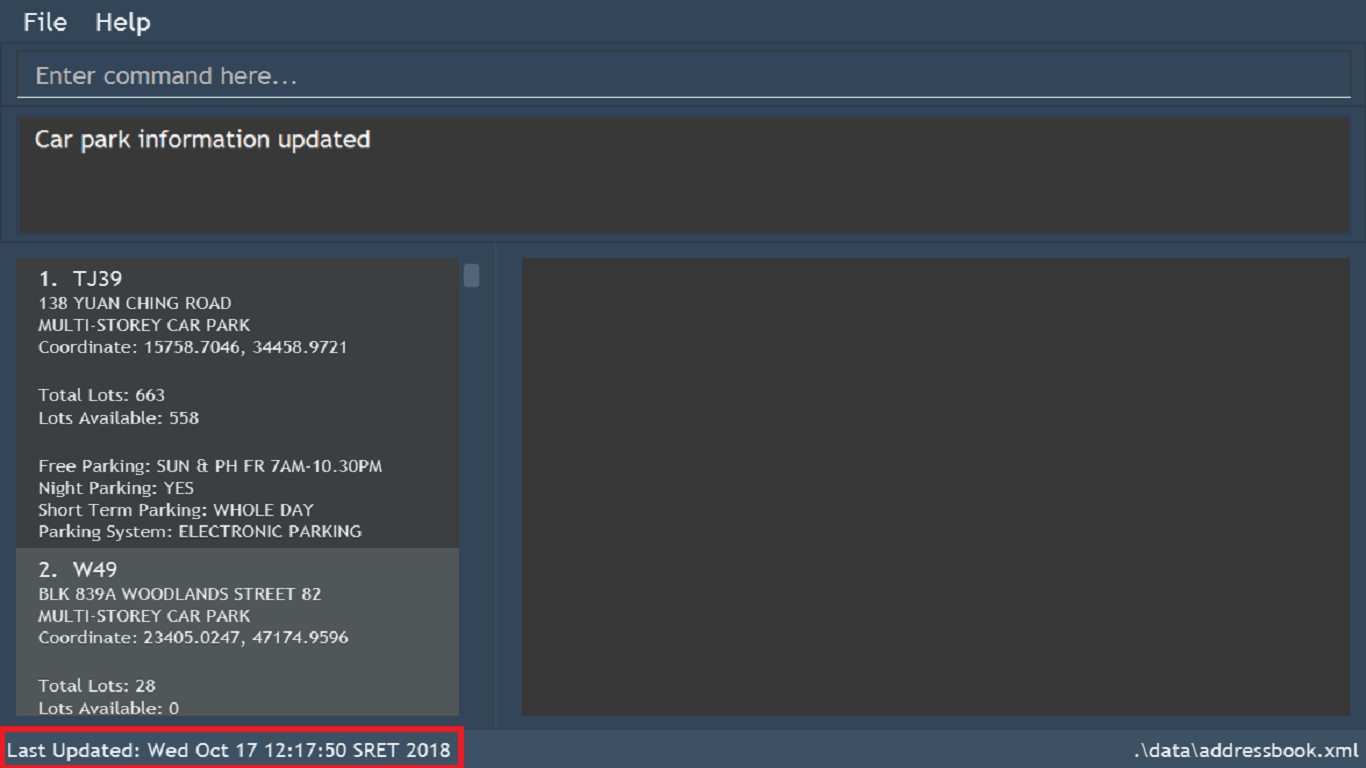 File Help
Enter command here...
Car park information updated
1. TJ39
138 YUAN CHING ROAD
MULTI-STOREY CAR PARK
Coordinate: 15758.7046, 34458.9721
Total Lots: 663
Lots Available: 558
Free Parking: SUN & PH FR 7AM-10.30PM
Night Parking: YES
Short Term Parking: WHOLE DAY
Parking System: ELECTRONIC PARKING
2. W49
BLK 839A WOODLANDS STREET 82
MULTI-STOREY CAR PARK
Coordinate: 23405.0247, 47174.9596
Total Lots: 28
Lots Available: 0
Last Updated: Wed Oct 17 12:17:50 SRET 2018
.\data\addressbook.xml